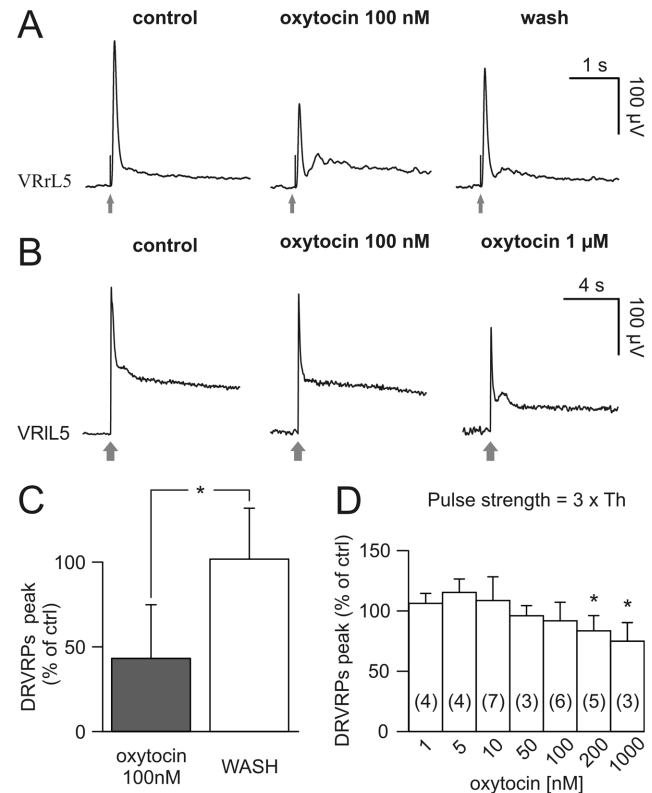 A
control
oxytocin 100 nM
wash
1 s
100 µV
VRrL5
B
control
oxytocin 100 nM
oxytocin 1 µM
4 s
100 µV
VRlL5
C
*
DRVRPs peak
(% of ctrl)
100
50
0
oxytocin
100nM
WASH
D
Pulse strength = 3 x Th
DRVRPs peak (% of ctrl)
150
100
50
0
* *
(4) (4) (7) (3) (6) (5) (3)
1 5 10 50 100 200 1000
oxytocin [nM]